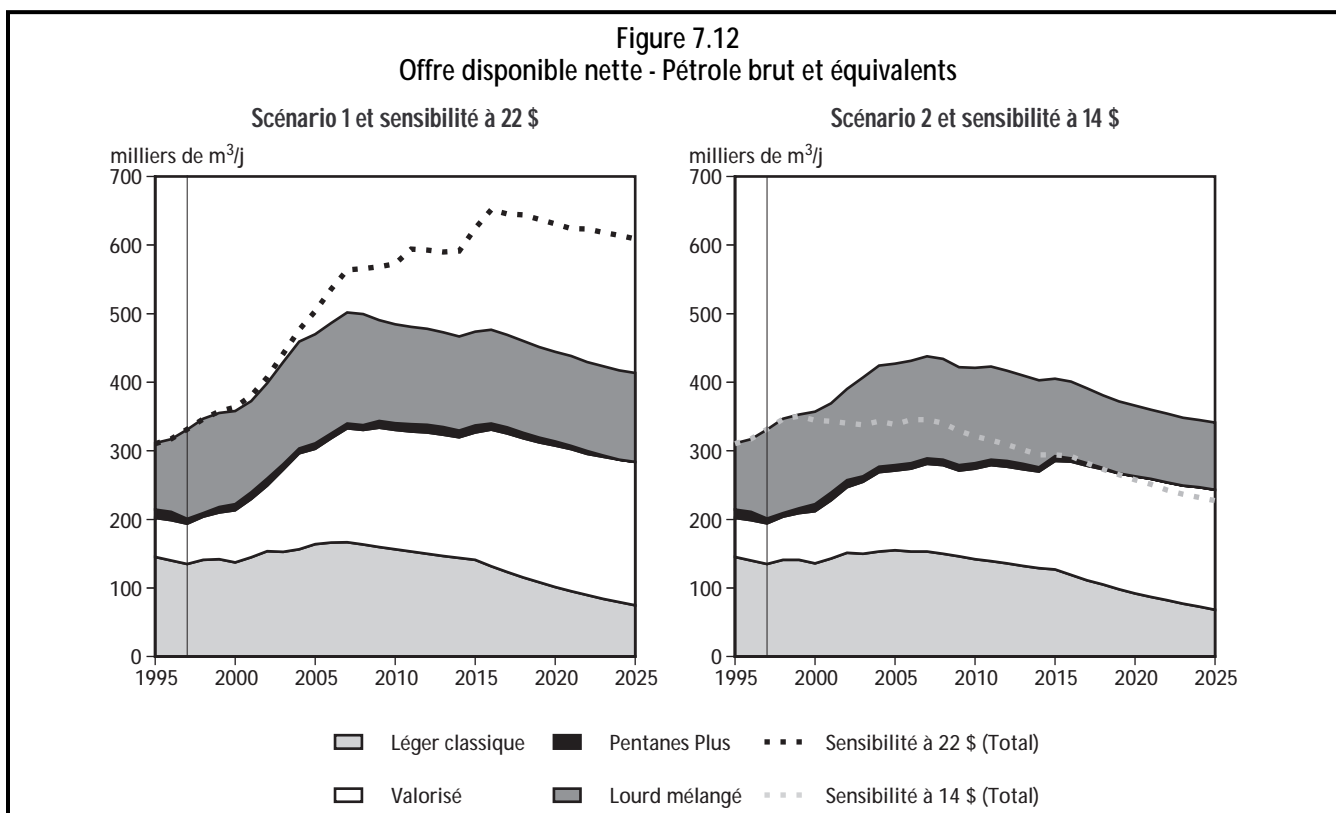 Figure 7.12
Offre disponible nette - Pétrole brut et équivalents
Scénario 1 et sensibilité à 22 $
milliers de m³/j
700
600
500
400
300
200
100
0
1995 2000 2005 2010 2015 2020 2025
Scénario 2 et sensibilité à 14 $
milliers de m³/j
700
600
500
400
300
200
100
0
1995 2000 2005 2010 2015 2020 2025
Léger classique Pentanes Plus Sensibilité à 22 $ (Total)
Valorisé Lourd mélangé Sensibilité à 14 $ (Total)